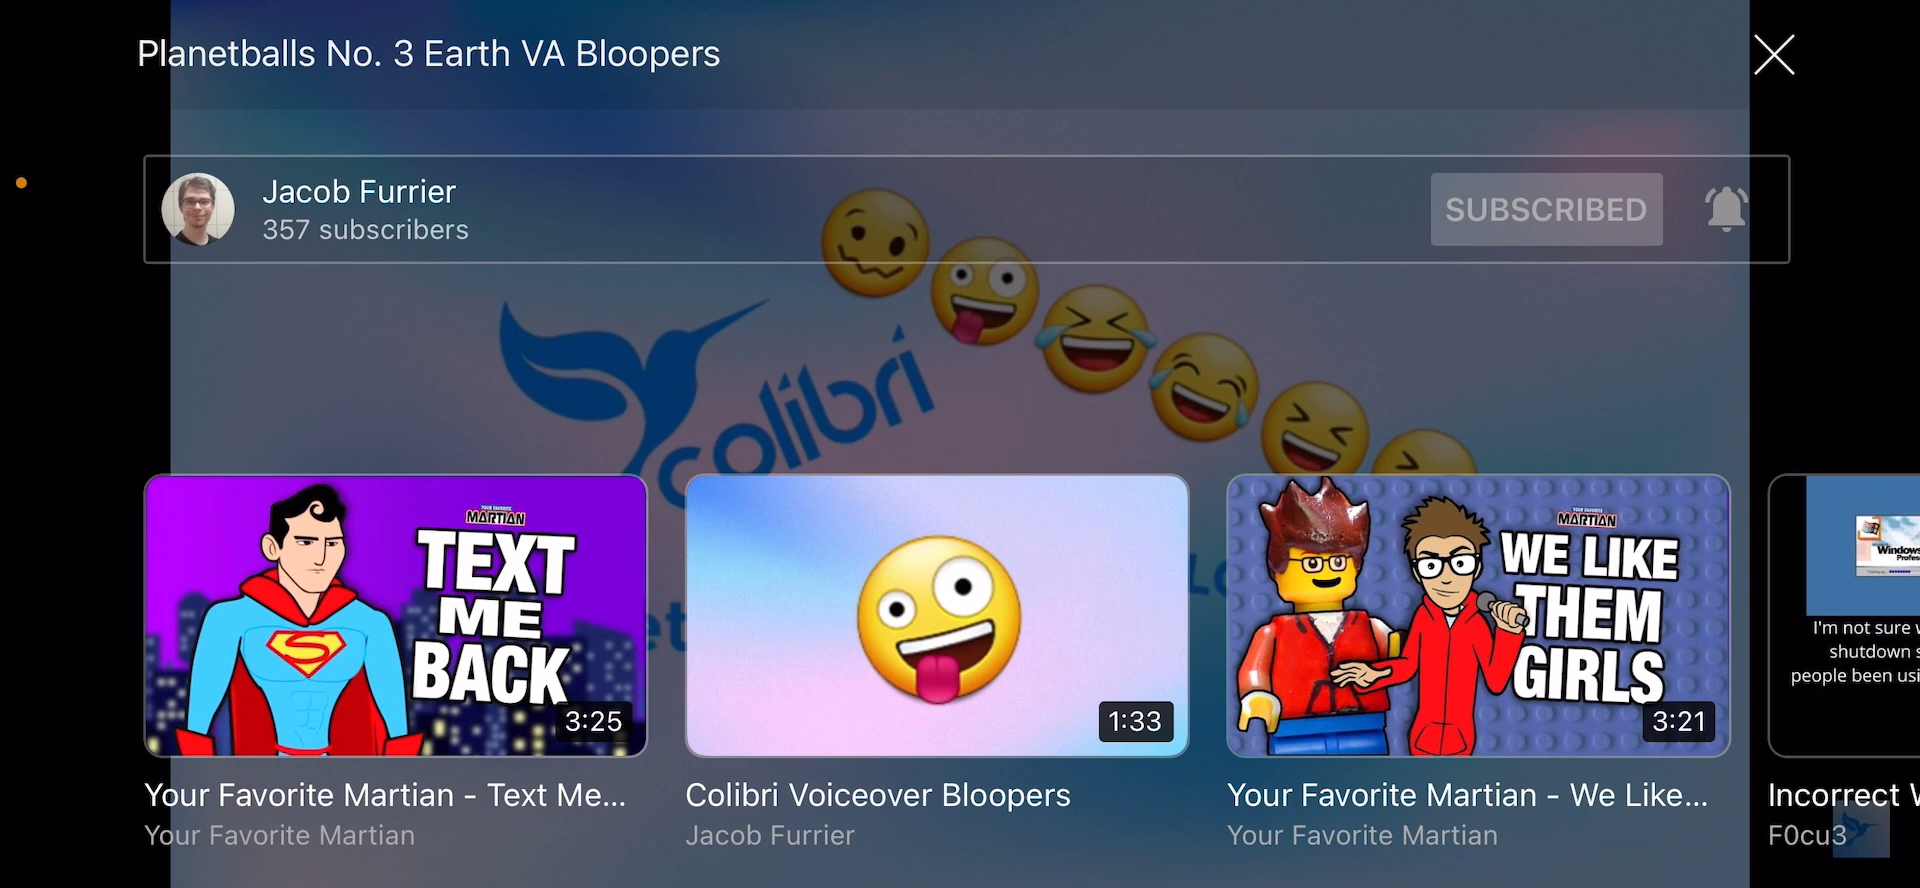 Planetballs No. 3 Earth VA Bloopers
Jacob Furrier
357 subscribers
SUBSCRIBED
colibri
YOUR FAVORITE
MARTIAN
TEXT
ME
BACK
3:25
1:33
YOUR FAVORITE
MARTIAN
WE LIKE
THEM
GIRLS
3:21
Windows
Profes
I'm not sure w
shutdown s
people been usi
Your Favorite Martian - Text Me...
Your Favorite Martian
Colibri Voiceover Bloopers
Jacob Furrier
Your Favorite Martian - We Like...
Your Favorite Martian
Incorrect W
F0cu3